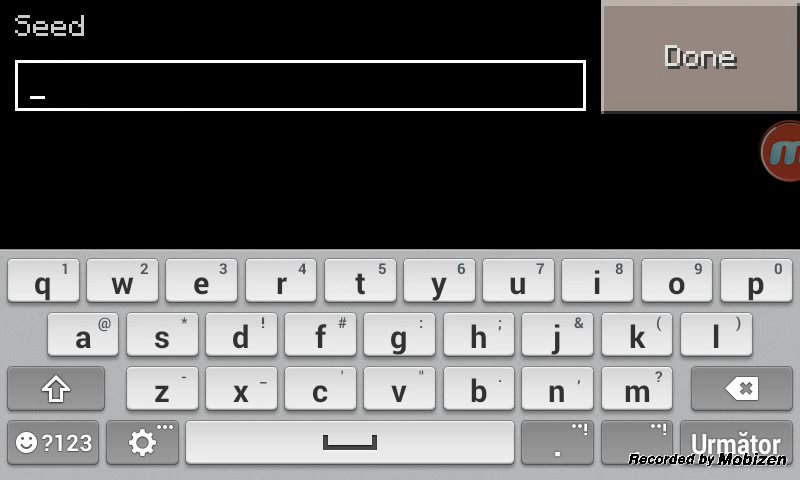 Seed
Done
_
m
q 1 w 2 e 3 r 4 t 5 y 6 u 7 i 8 o 9 p 0
a @ s * d ! f # g : h ; j & k ( l )
z - x _ c ' v " b . n , m ?
?123 . ,,! ,,! Următor
Recorded by Mobizen